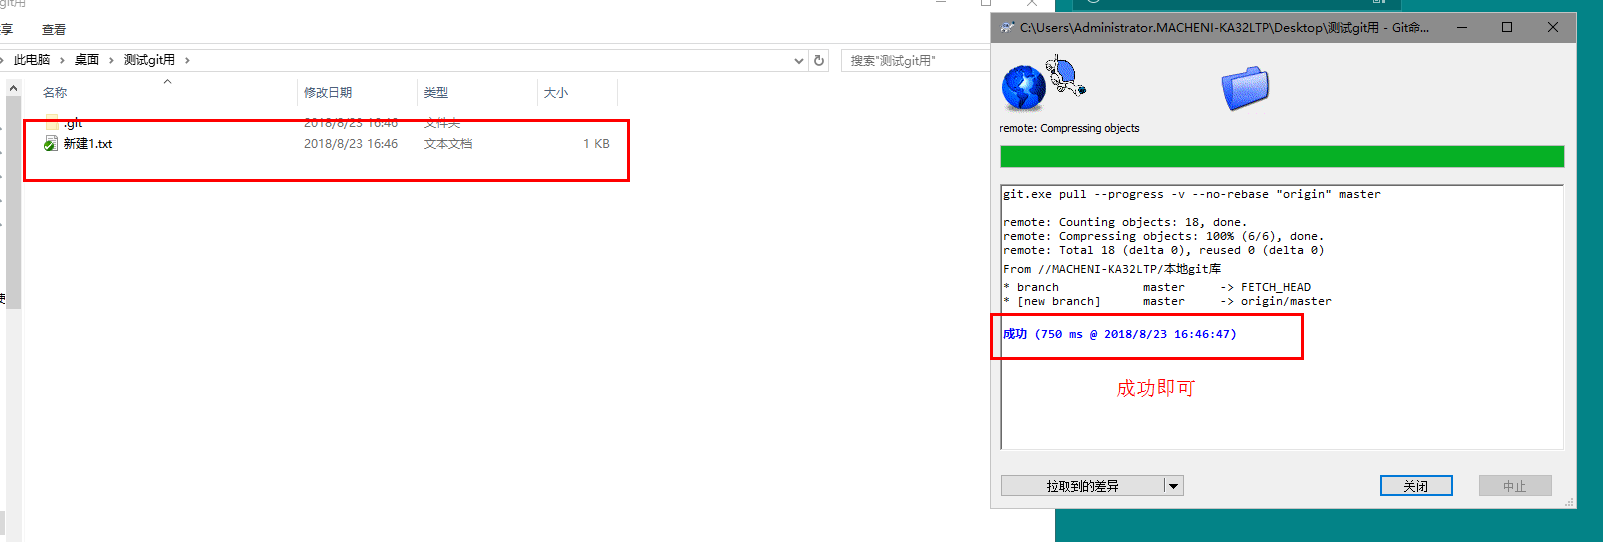 git用
享 查看
此电脑 桌面 测试git用
搜索"测试git用"
名称 修改日期 类型 大小
.git 2018/8/23 16:46 文件夹
新建1.txt 2018/8/23 16:46 文本文档 1 KB
C:\Users\Administrator.MACHENI-KA32LTP\Desktop\测试git用 - Git命...
remote: Compressing objects
git.exe pull --progress -v --no-rebase "origin" master
remote: Counting objects: 18, done.
remote: Compressing objects: 100% (6/6), done.
remote: Total 18 (delta 0), reused 0 (delta 0)
From //MACHENI-KA32LTP/本地git库
* branch master -> FETCH_HEAD
* [new branch] master -> origin/master
成功 (750 ms @ 2018/8/23 16:46:47)
成功即可
拉取到的差异 关闭 中止